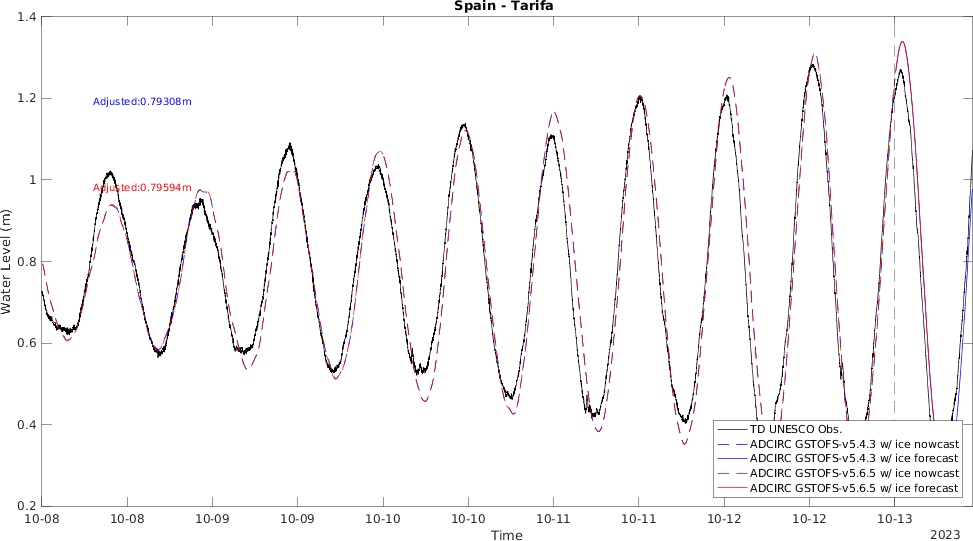 Spain - Tarifa
1.4
1.2
1
0.8
0.6
0.4
0.2
Water Level (m)
Adjusted:0.79308m
Adjusted:0.79594m
TD UNESCO Obs.
ADCIRC GSTOFS-v5.4.3 w/ ice nowcast
ADCIRC GSTOFS-v5.4.3 w/ ice forecast
ADCIRC GSTOFS-v5.6.5 w/ ice nowcast
ADCIRC GSTOFS-v5.6.5 w/ ice forecast
10-08 10-08 10-09 10-09 10-10 10-10 10-11 10-11 10-12 10-12 10-13
Time
2023